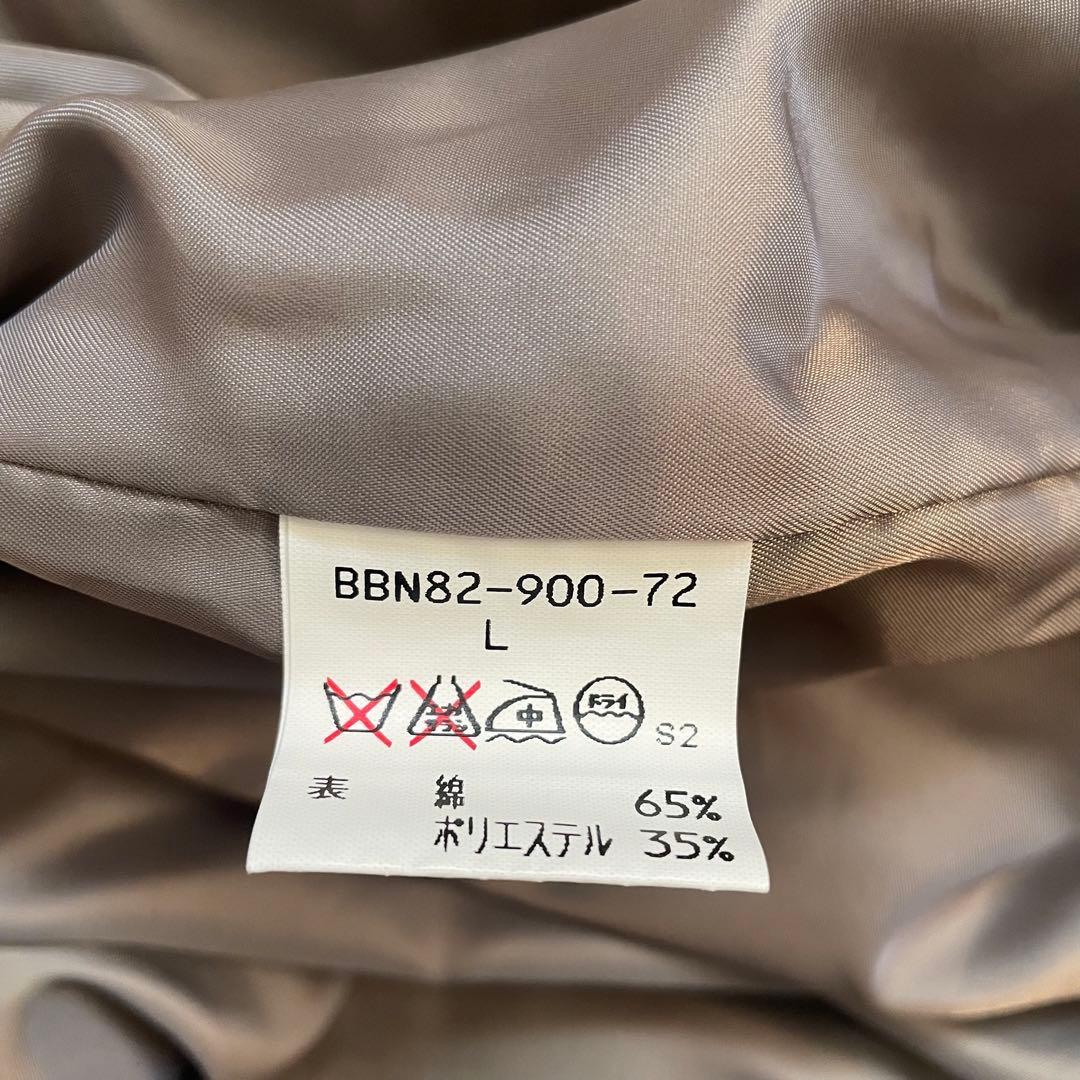 BBN82-900-72
L
中 ドライ S2
表 綿 65%
ポリエステル 35%